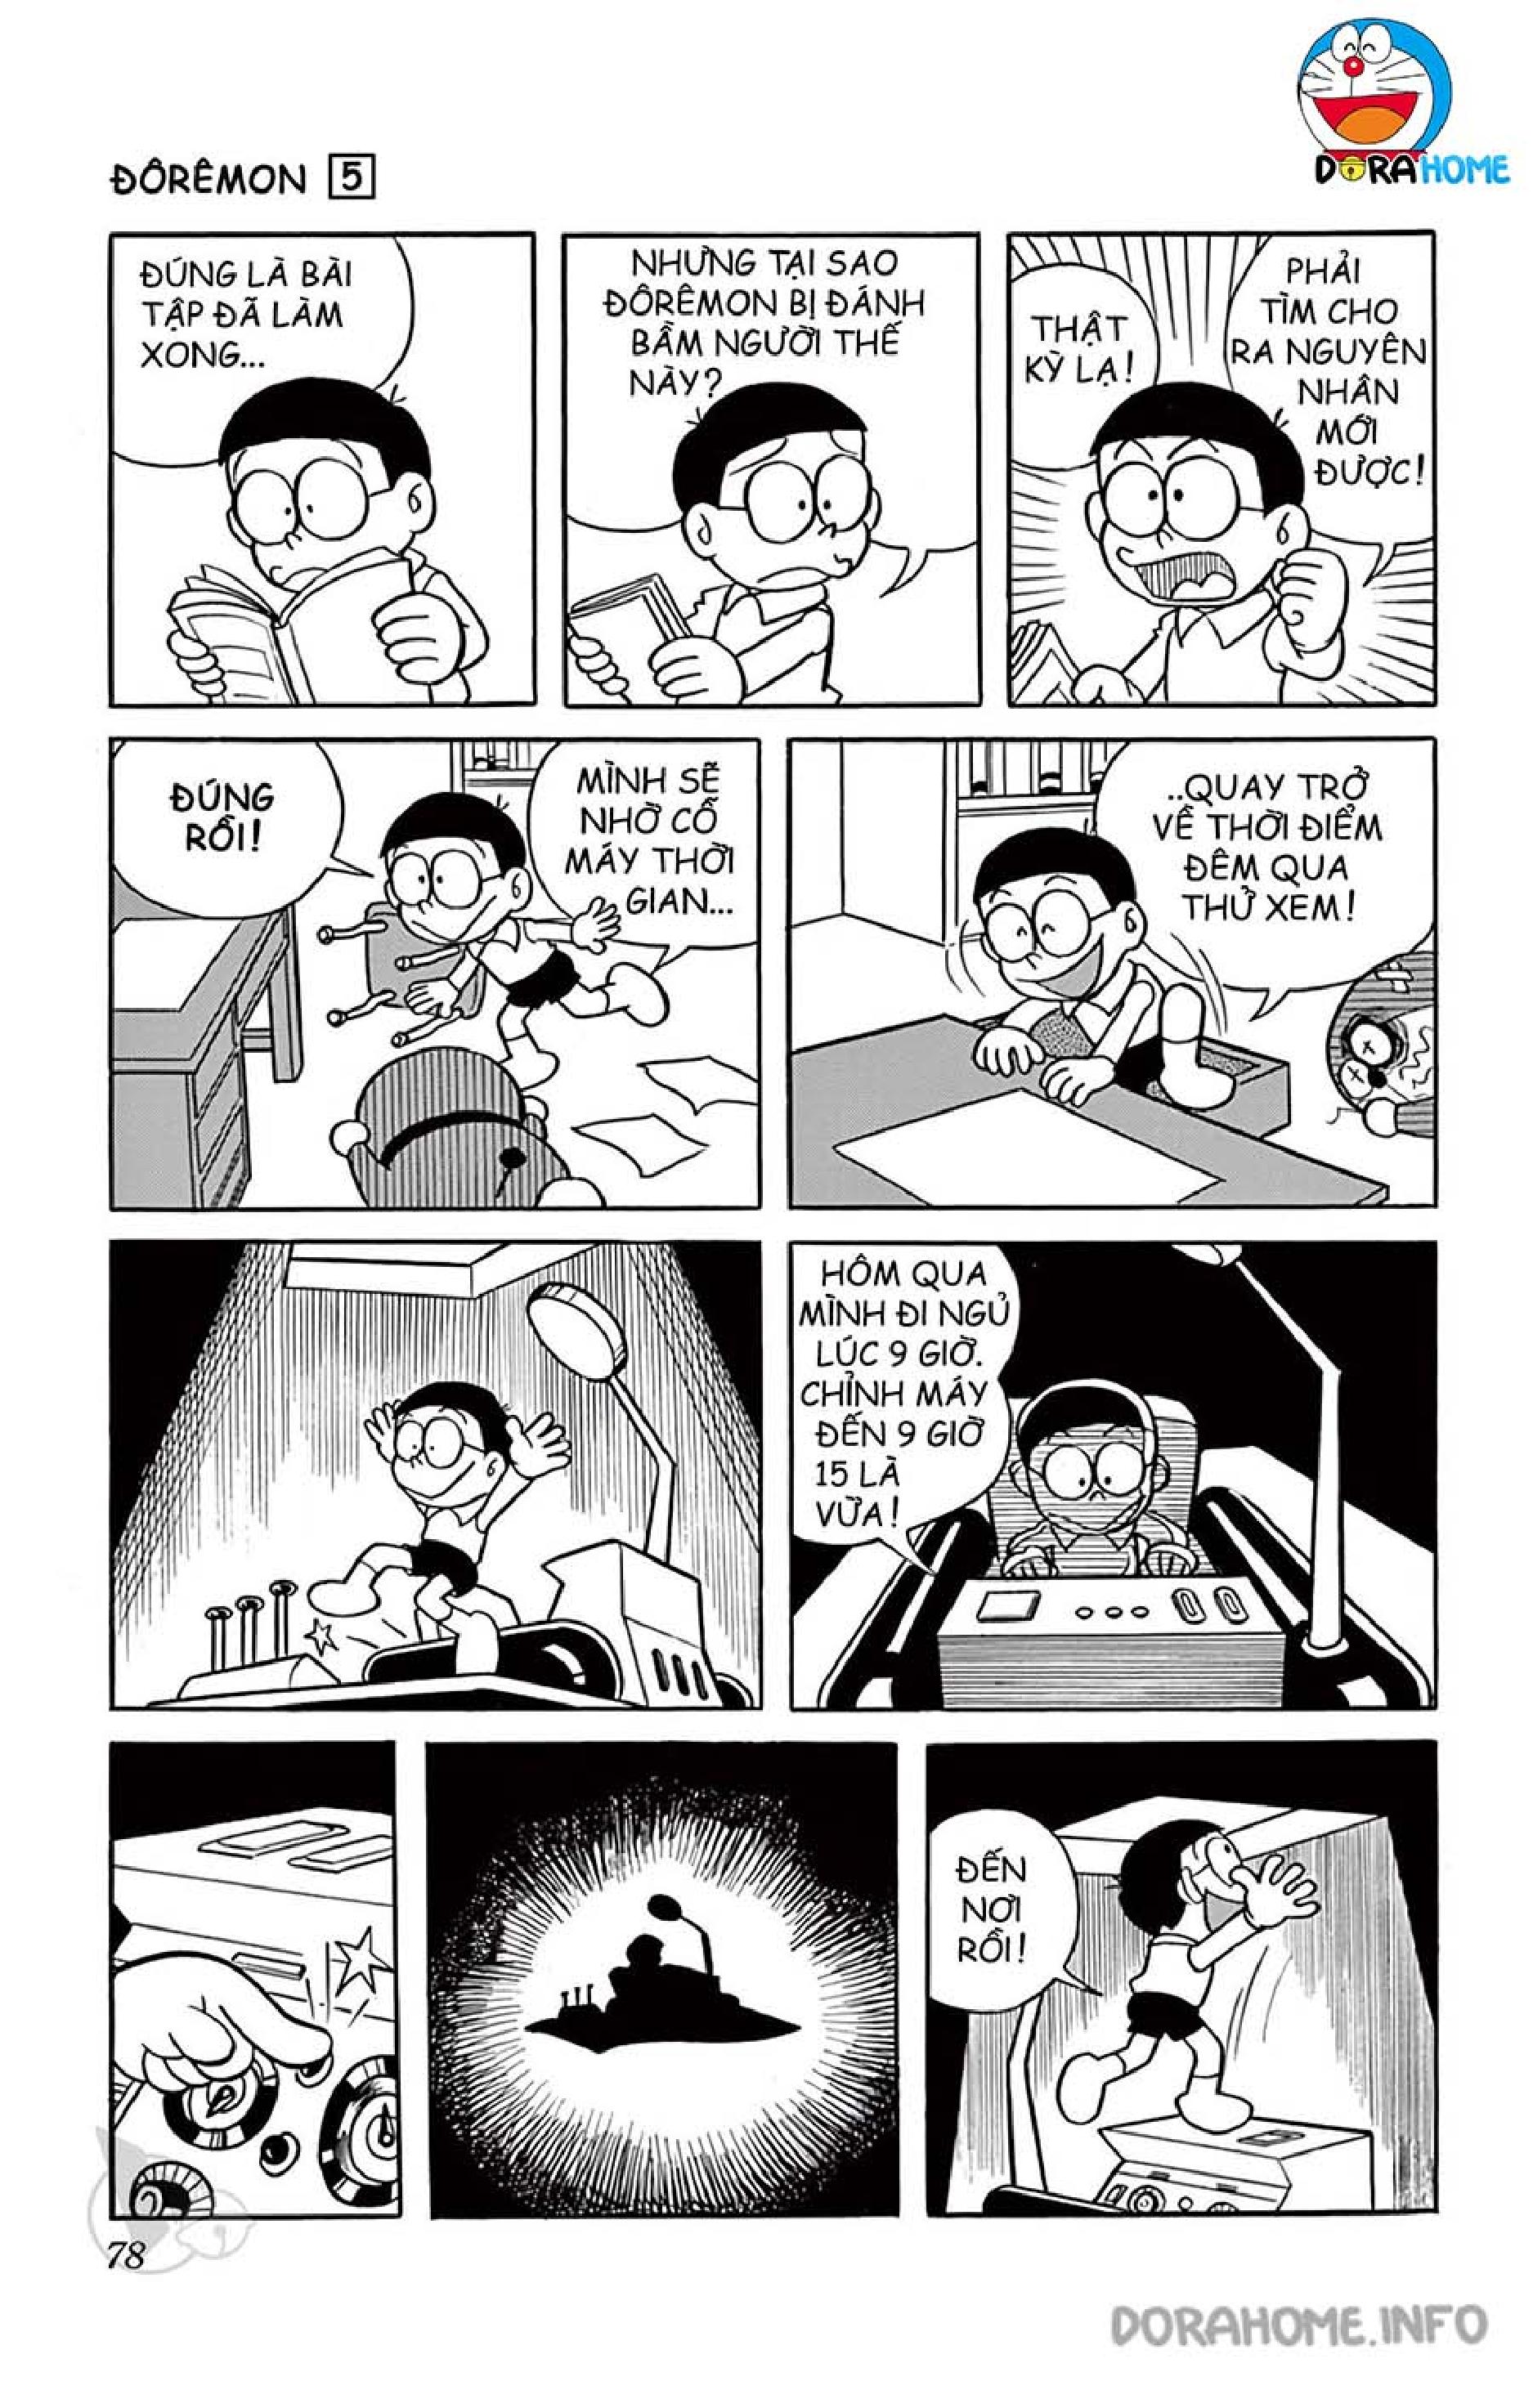 DORAHOME
ĐÔRÊMON 5
ĐÚNG LÀ BÀI
TẬP ĐÃ LÀM
XONG...
NHƯNG TẠI SAO
ĐÔRÊMON BỊ ĐÁNH
BẦM NGƯỜI THẾ
NÀY?
THẬT
KỲ LẠ!
PHẢI
TÌM CHO
RA NGUYÊN
NHÂN
MỚI
ĐƯỢC!
ĐÚNG
RỒI!
MÌNH SẼ
NHỜ CỖ
MÁY THỜI
GIAN...
..QUAY TRỞ
VỀ THỜI ĐIỂM
ĐÊM QUA
THỬ XEM!
HÔM QUA
MÌNH ĐI NGỦ
LÚC 9 GIỜ.
CHỈNH MÁY
ĐẾN 9 GIỜ
15 LÀ
VỪA!
ĐẾN
NƠI
RỒI!
78
DORAHOME.INFO